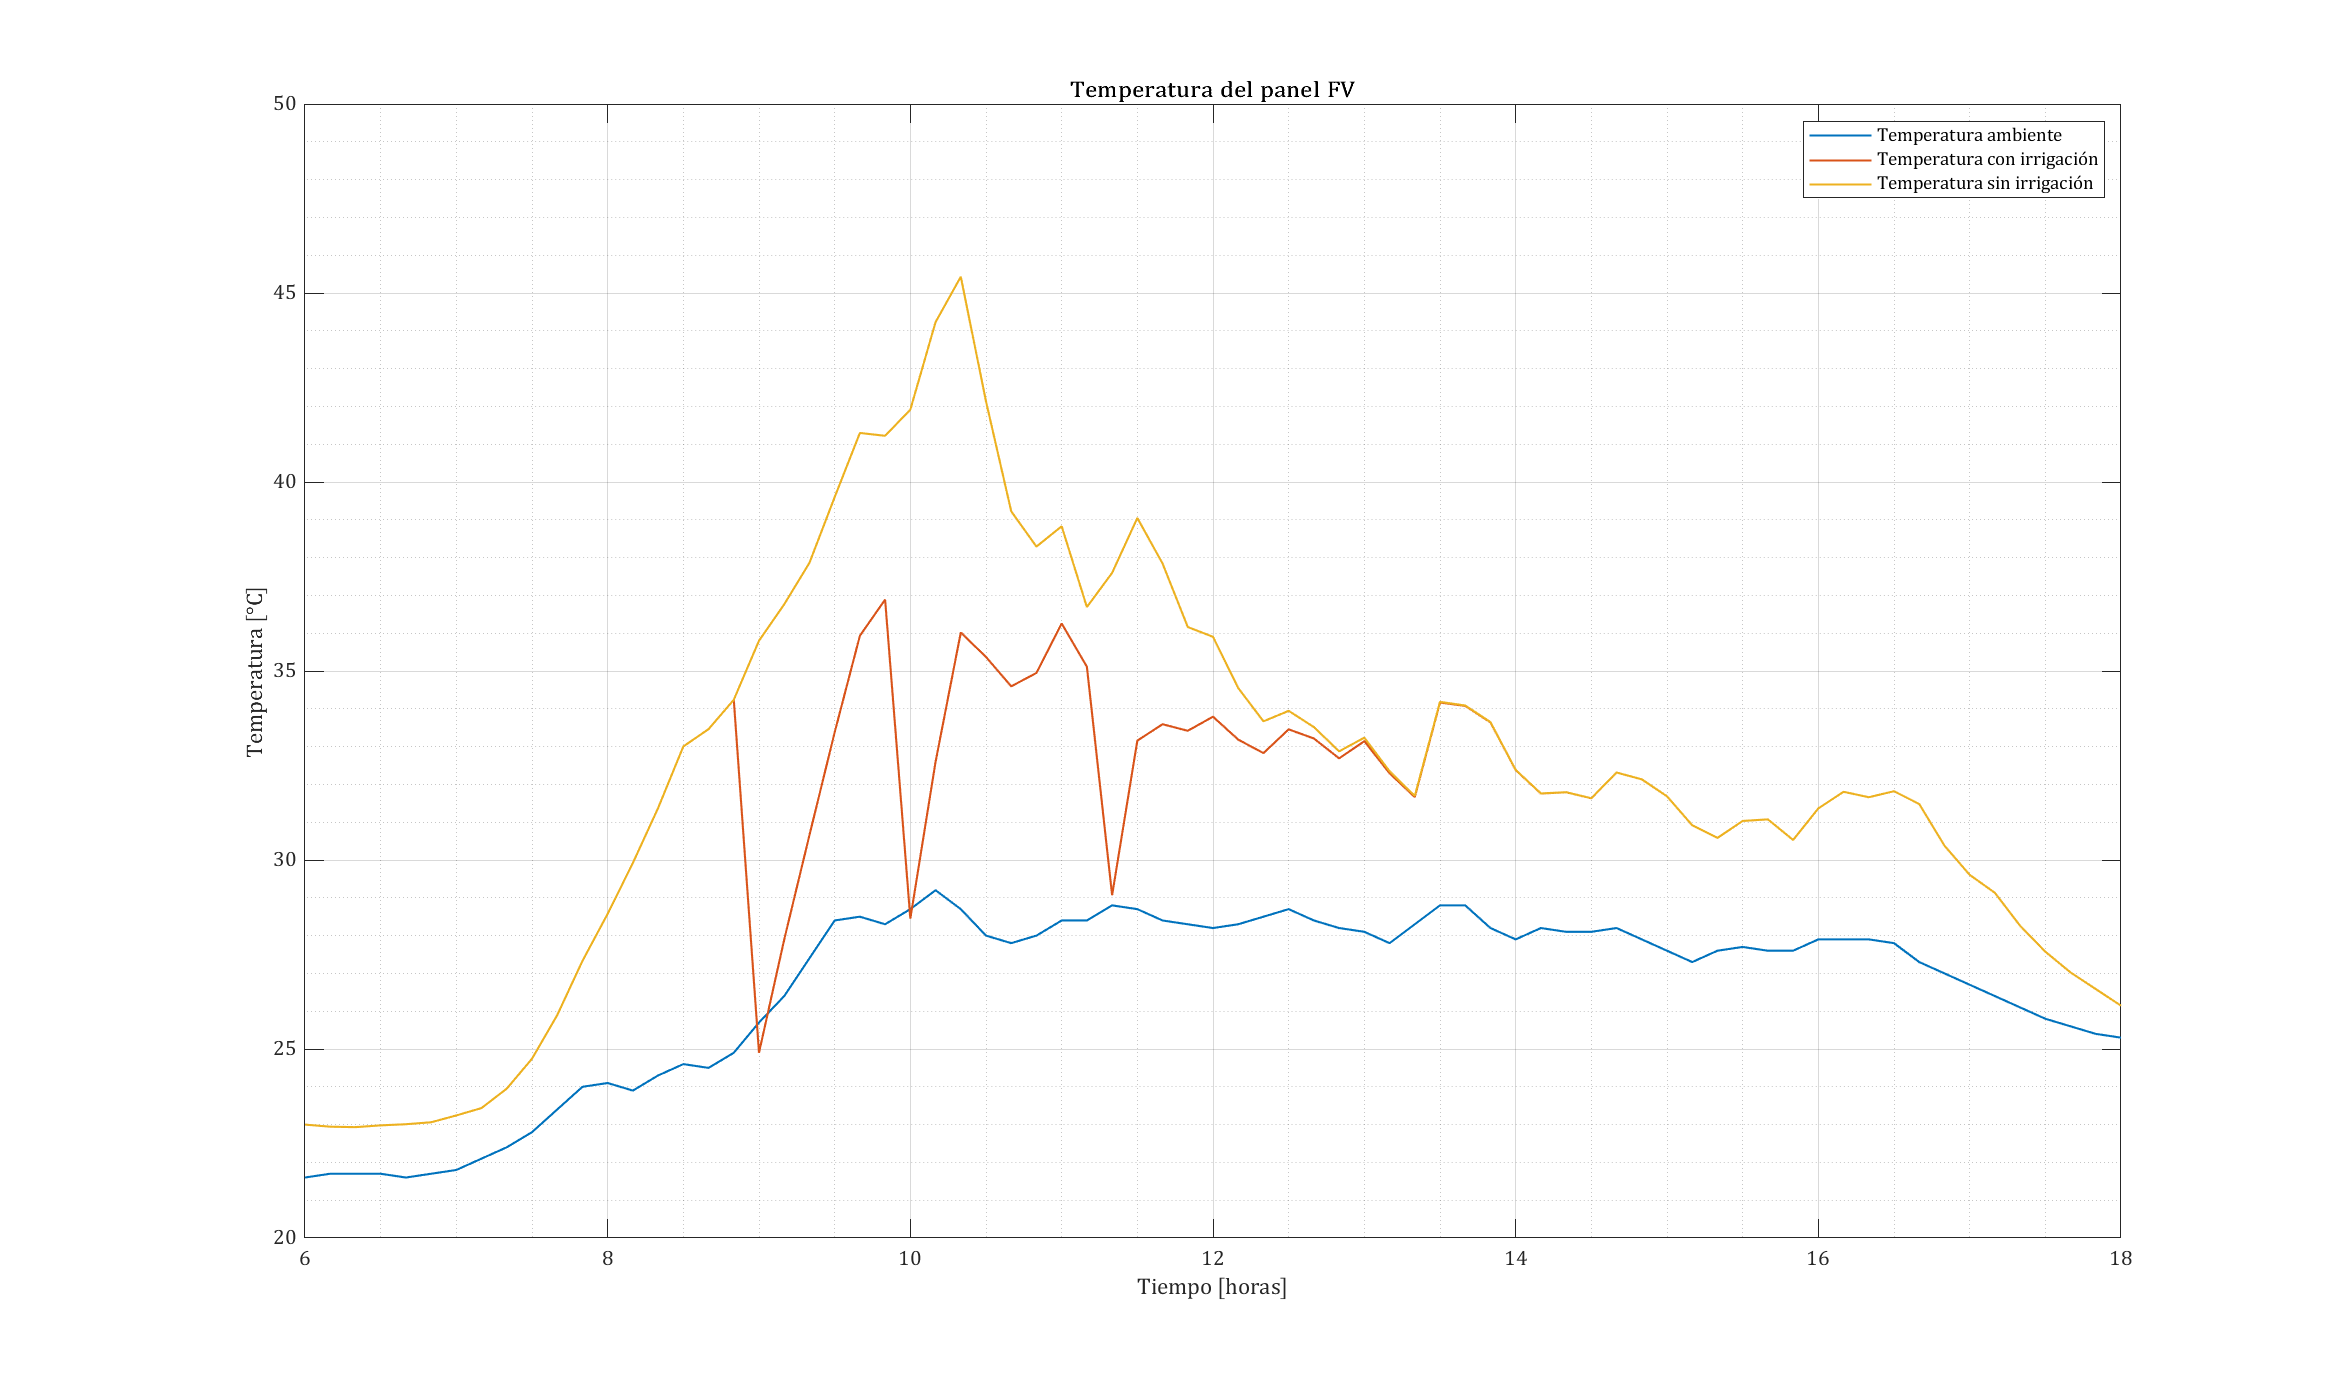 Temperatura del panel FV
50
45
40
35
30
25
20
Temperatura [°C]
Temperatura ambiente
Temperatura con irrigación
Temperatura sin irrigación
6 8 10 12 14 16 18
Tiempo [horas]